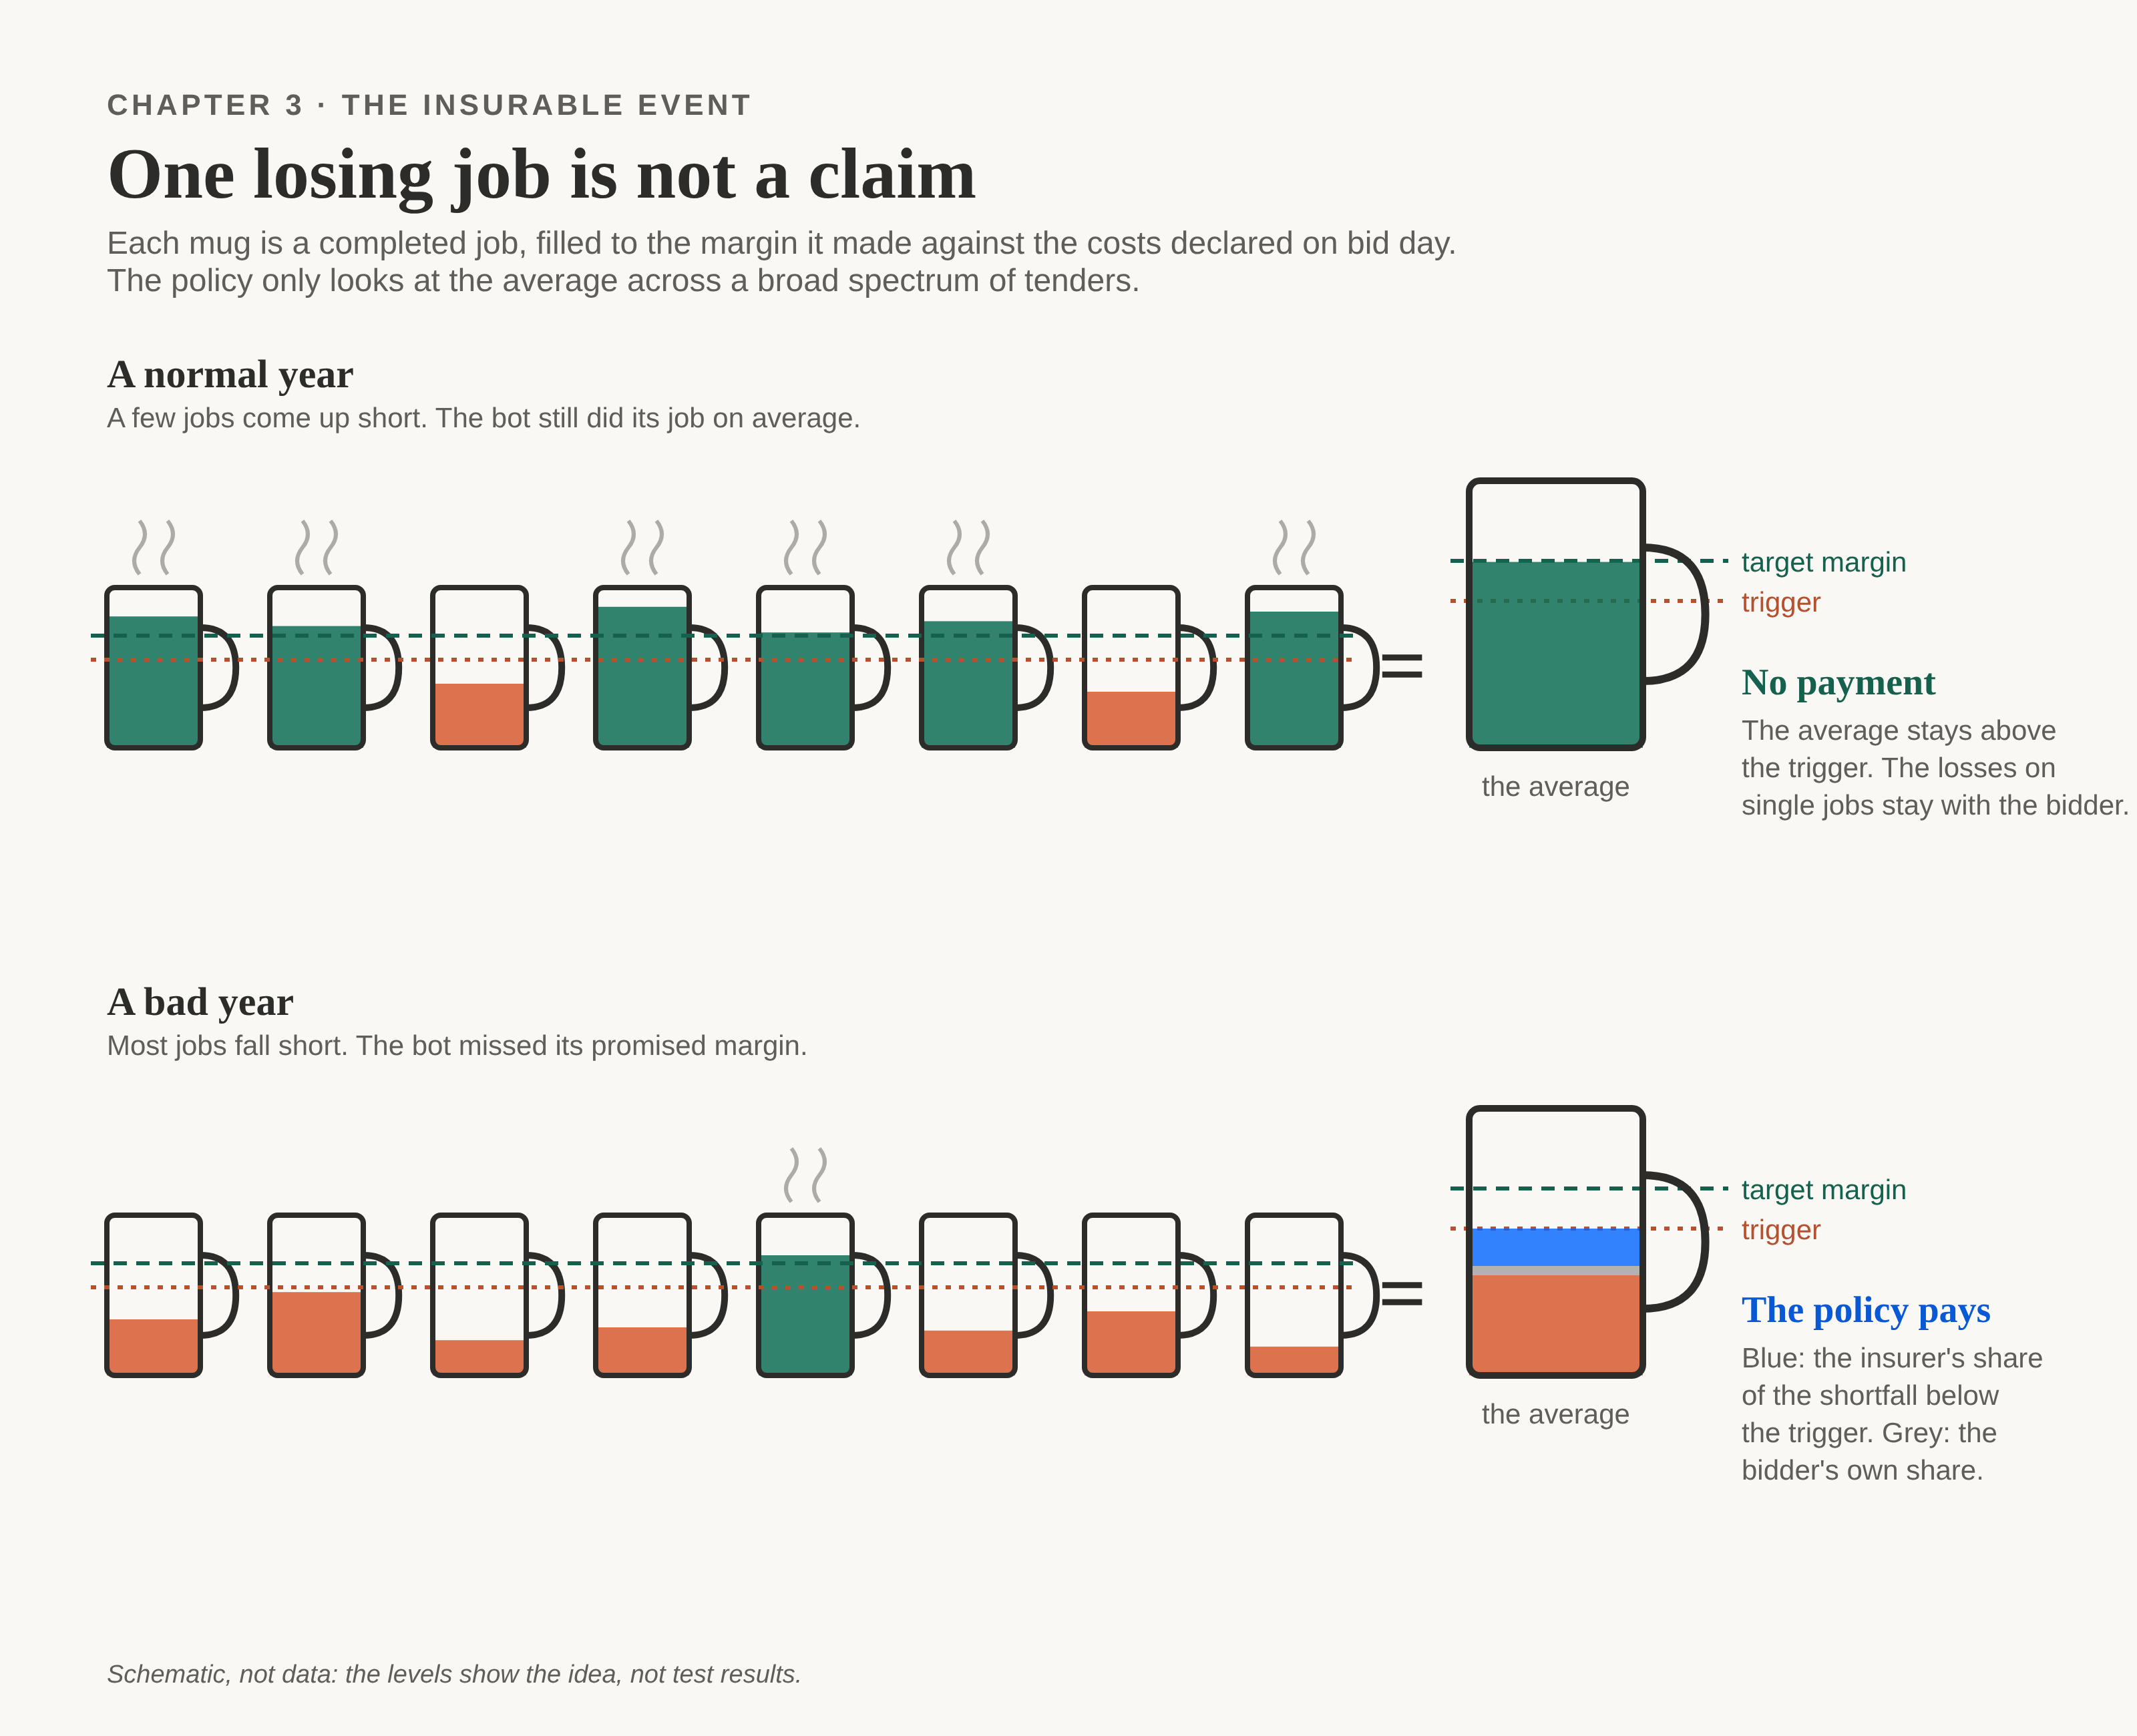 CHAPTER 3 · THE INSURABLE EVENT
One losing job is not a claim
Each mug is a completed job, filled to the margin it made against the costs declared on bid day.
The policy only looks at the average across a broad spectrum of tenders.
A normal year
A few jobs come up short. The bot still did its job on average.
=
target margin
trigger
No payment
The average stays above
the trigger. The losses on
single jobs stay with the bidder.
the average
A bad year
Most jobs fall short. The bot missed its promised margin.
=
target margin
trigger
The policy pays
Blue: the insurer's share
of the shortfall below
the trigger. Grey: the
bidder's own share.
the average
Schematic, not data: the levels show the idea, not test results.